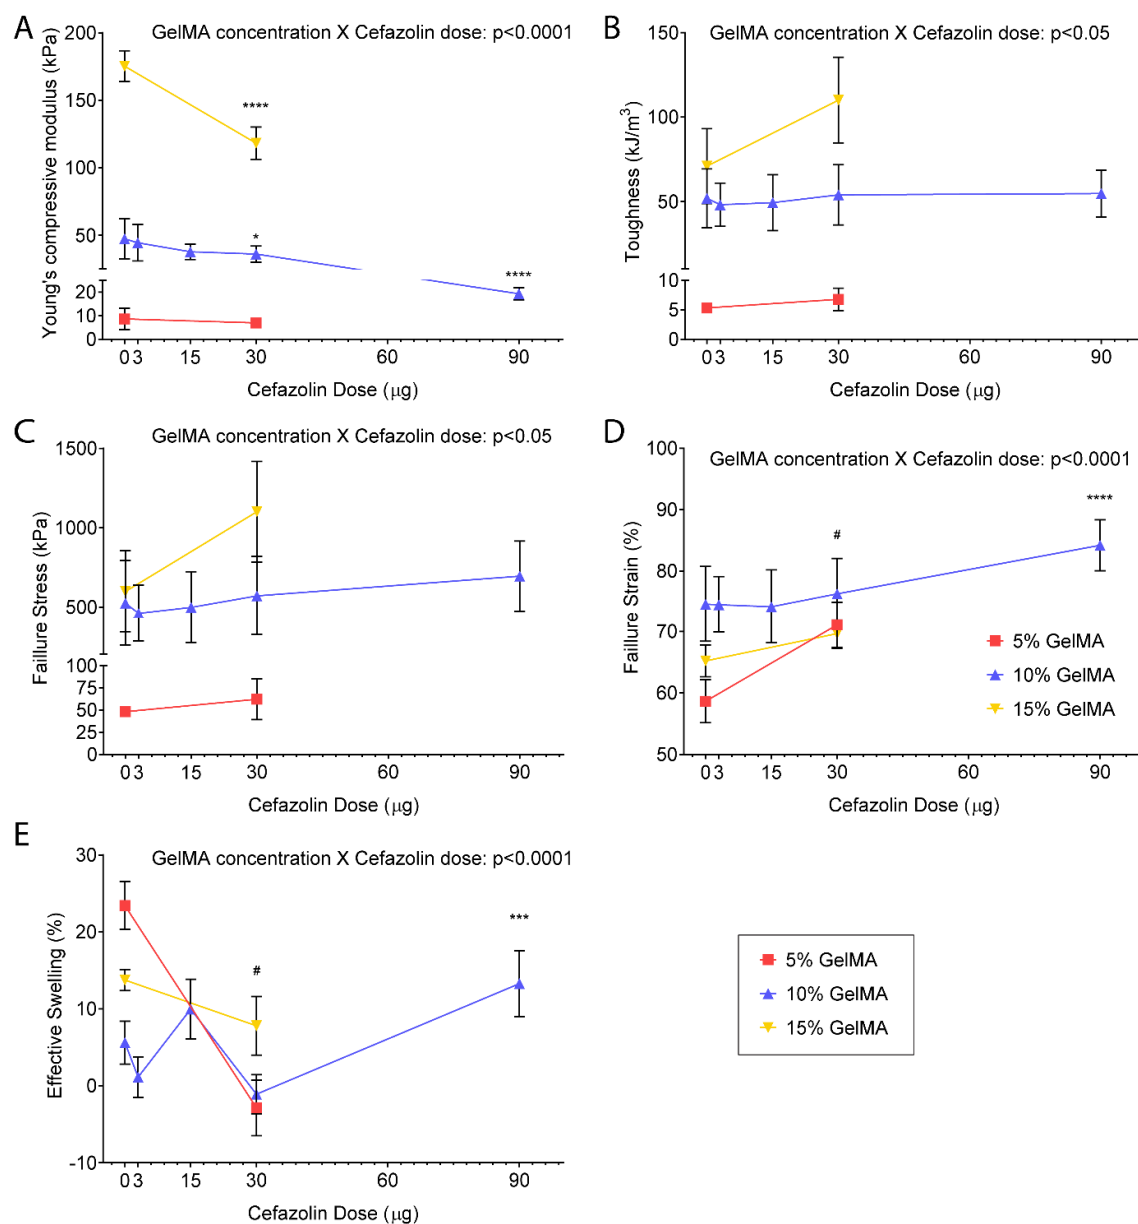 A
GelMA concentration X Cefazolin dose: p<0.0001
Young's compressive modulus (kPa)
200
150
100
50
20
10
0
****
*
****
0 3 15 30 60 90
Cefazolin Dose (μg)
B
GelMA concentration X Cefazolin dose: p<0.05
Toughness (kJ/m³)
150
100
50
10
5
0
0 3 15 30 60 90
Cefazolin Dose (μg)
C
GelMA concentration X Cefazolin dose: p<0.05
Faillure Stress (kPa)
1500
1000
500
100
75
50
25
0
0 3 15 30 60 90
Cefazolin Dose (μg)
D
GelMA concentration X Cefazolin dose: p<0.0001
Faillure Strain (%)
100
90
80
70
60
50
#
****
5% GelMA
10% GelMA
15% GelMA
0 3 15 30 60 90
Cefazolin Dose (μg)
E
GelMA concentration X Cefazolin dose: p<0.0001
Effective Swelling (%)
30
20
10
0
-10
#
***
0 3 15 30 60 90
Cefazolin Dose (μg)
5% GelMA
10% GelMA
15% GelMA